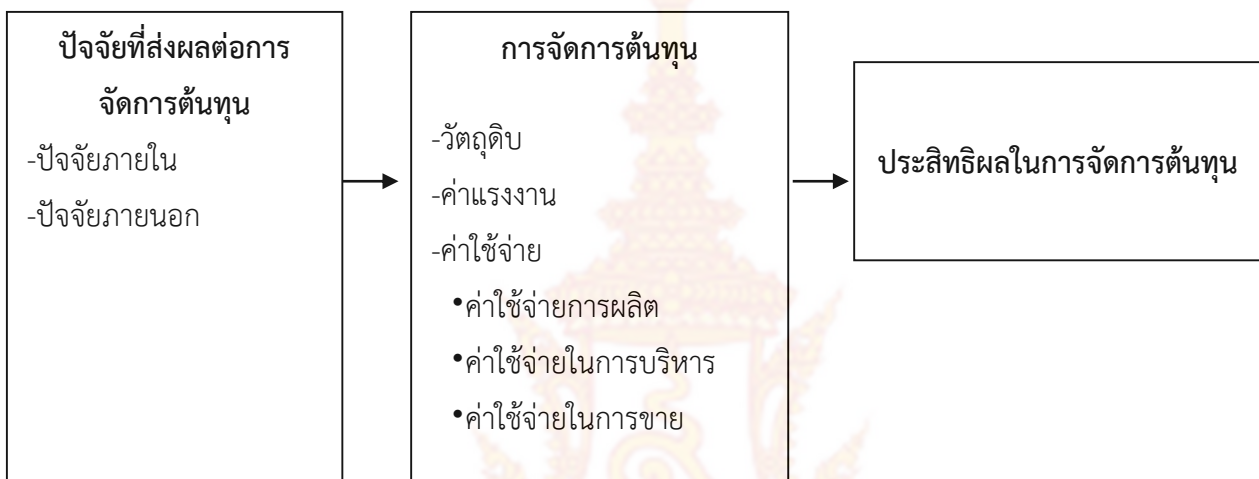 ปัจจัยที่ส่งผลต่อการ
จัดการต้นทุน
-ปัจจัยภายใน
-ปัจจัยภายนอก
การจัดการต้นทุน
-วัตถุดิบ
-ค่าแรงงาน
-ค่าใช้จ่าย
•ค่าใช้จ่ายการผลิต
•ค่าใช้จ่ายในการบริหาร
•ค่าใช้จ่ายในการขาย
ประสิทธิผลในการจัดการต้นทุน